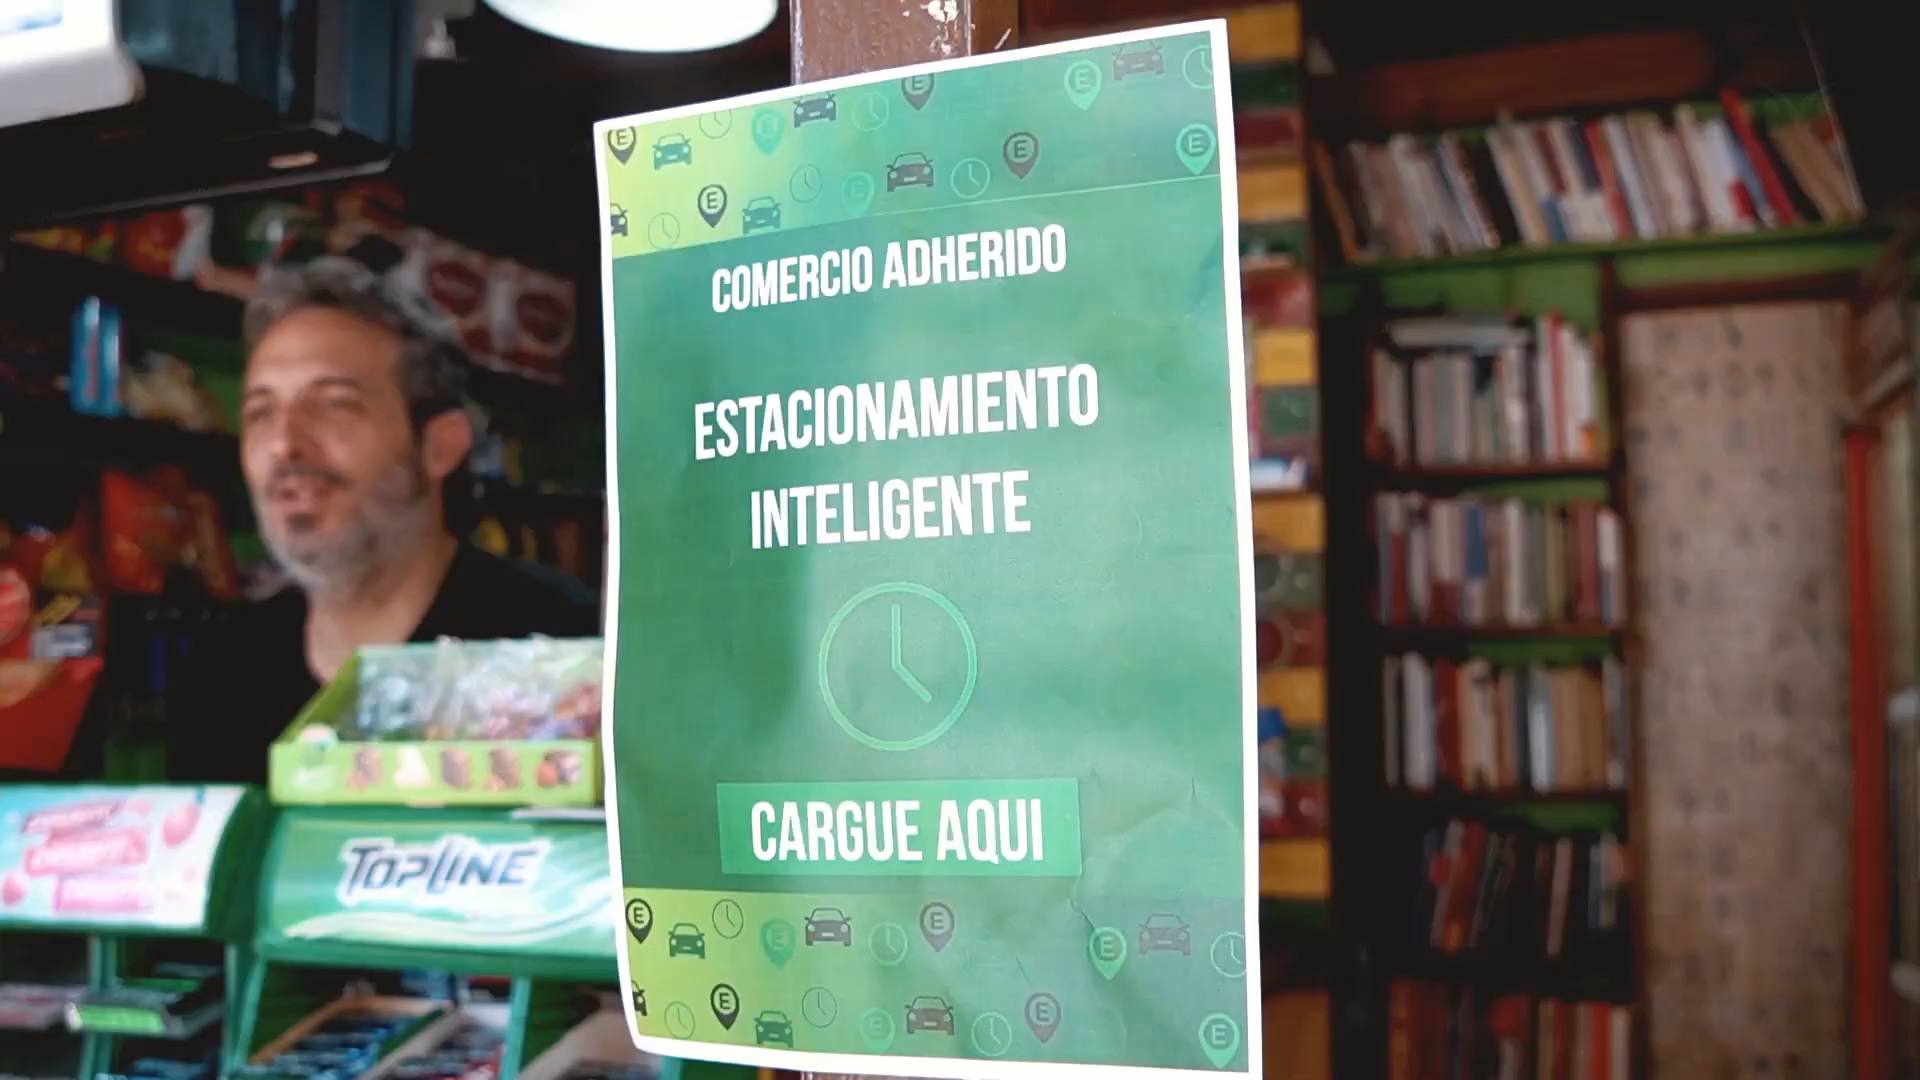 COMERCIO ADHERIDO
ESTACIONAMIENTO
INTELIGENTE
CARGUE AQUI
TOPLINE